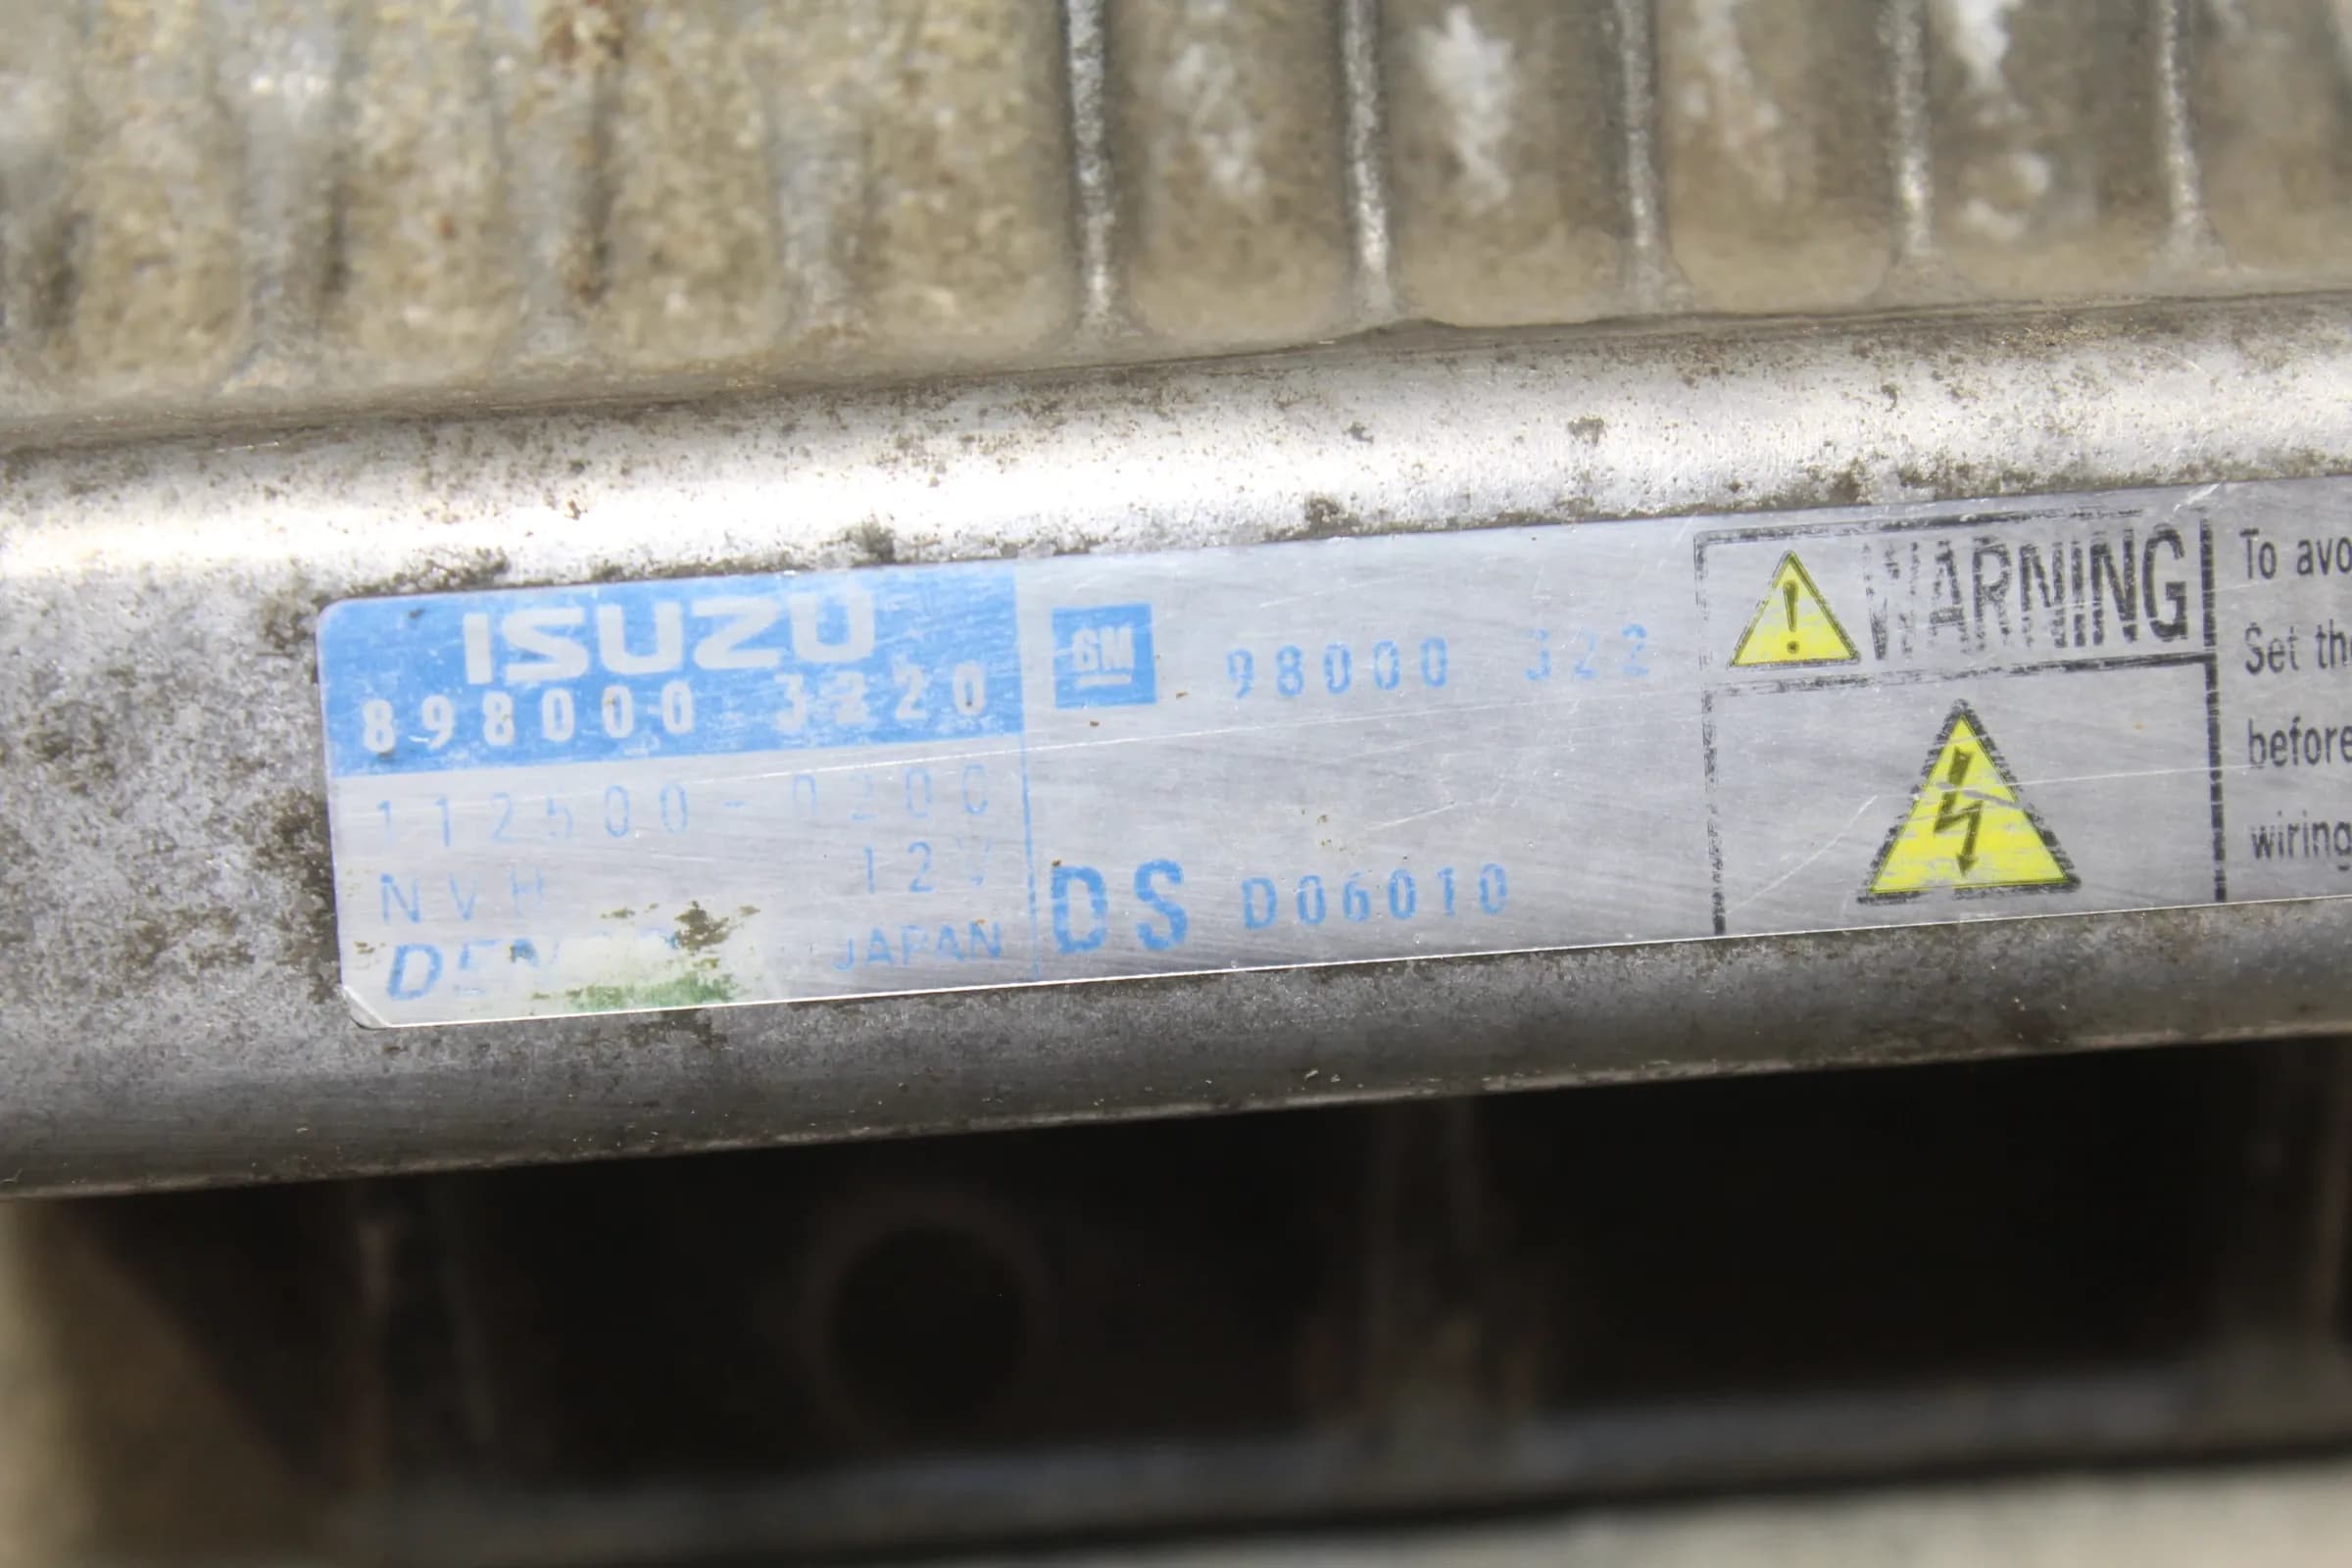 ISUZU
898000 3220
112500-0200
NVH 12V
JAPAN
GM 98000 322
DS D06010
WARNING
To avo
Set the
before
wiring